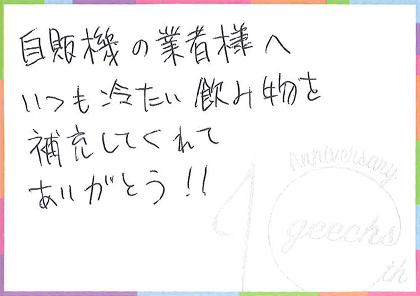 自販機の業者様へ
いつも冷たい飲み物を
補充してくれて
ありがとう!!
Anniversary
10
geechs
th